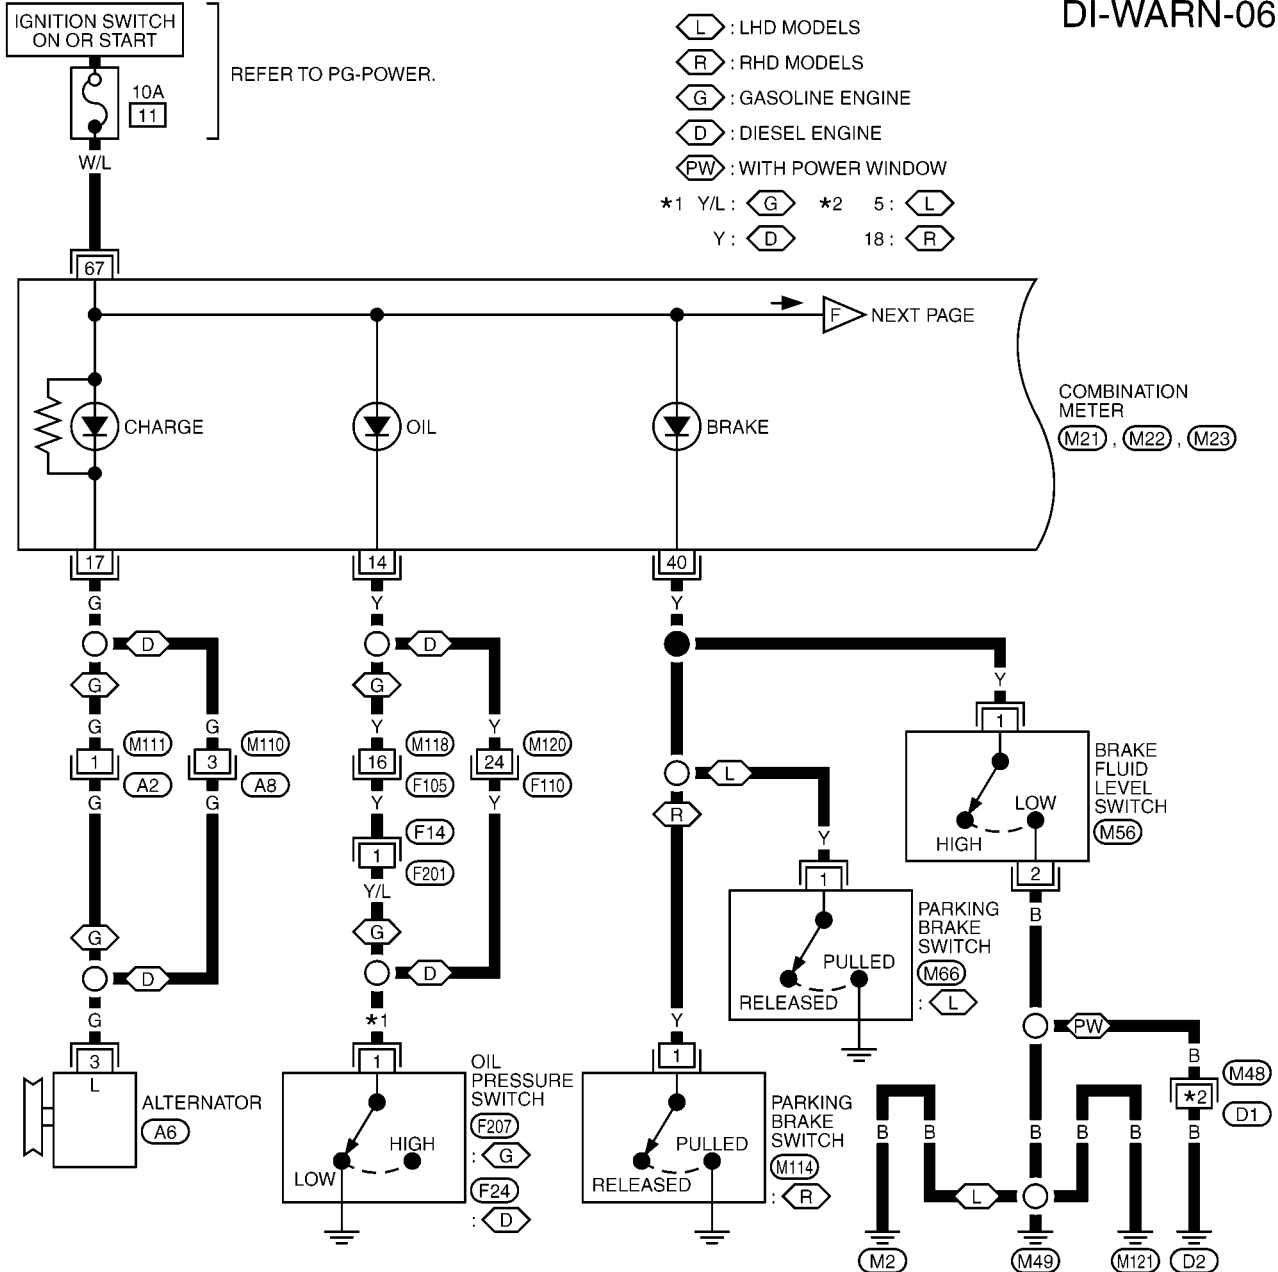 DI-WARN-06
IGNITION SWITCH
ON OR START
REFER TO PG-POWER.
10A
11
W/L
67
L : LHD MODELS
R : RHD MODELS
G : GASOLINE ENGINE
D : DIESEL ENGINE
PW : WITH POWER WINDOW
*1 Y/L : G *2 5 : L
Y : D 18 : R
F NEXT PAGE
CHARGE
OIL
BRAKE
COMBINATION
METER
M21 , M22 , M23
17
14
40
G
Y
Y
D
D
G
G
Y
G
G
Y
Y
1
BRAKE
FLUID
LEVEL
SWITCH
M56
LOW
HIGH
2
B
1
M111
A2
3
M110
A8
16
M118
F105
24
M120
F110
L
R
G
G
Y
Y
Y
F14
1
F201
Y/L
1
PARKING
BRAKE
SWITCH
M66
: L
PULLED
RELEASED
G
G
D
D
G
*1
Y
PW
B
M48
*2
D1
B
3
L
ALTERNATOR
A6
1
OIL
PRESSURE
SWITCH
F207
: G
F24
: D
HIGH
LOW
1
PARKING
BRAKE
SWITCH
M114
: R
PULLED
RELEASED
B
B
B
B
B
L
M2
M49
M121
D2